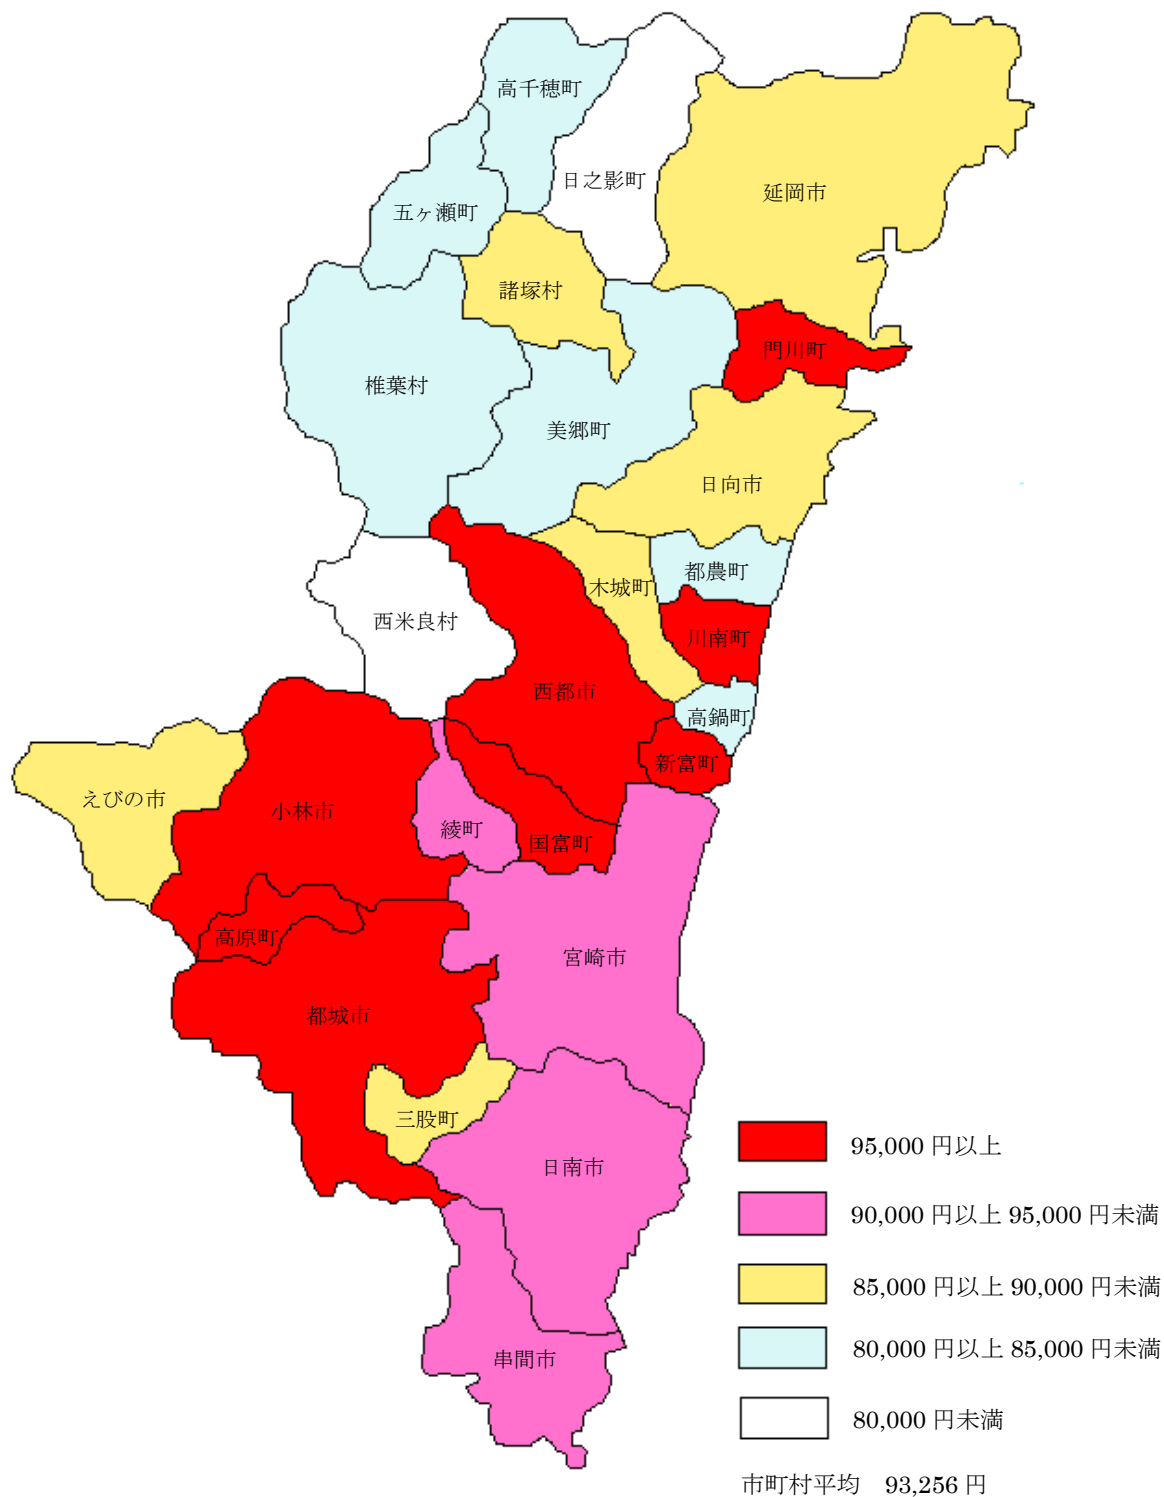 高千穂町
日之影町
延岡市
五ヶ瀬町
諸塚村
門川町
椎葉村
美郷町
日向市
都農町
木城町
西米良村
川南町
西都市
高鍋町
新富町
えびの市
小林市
綾町
国富町
高原町
宮崎市
都城市
三股町
日南市
串間市
95,000 円以上
90,000 円以上 95,000 円未満
85,000 円以上 90,000 円未満
80,000 円以上 85,000 円未満
80,000 円未満
市町村平均 93,256 円